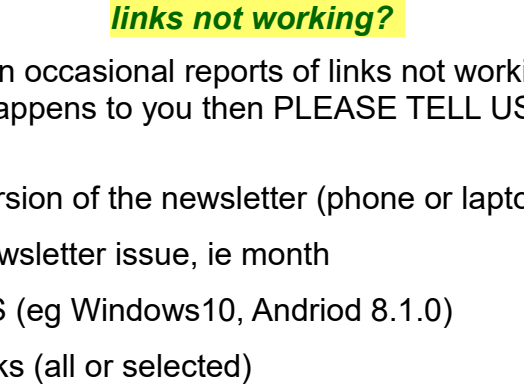 links not working?
n occasional reports of links not worki
appens to you then PLEASE TELL US
rsion of the newsletter (phone or lapto
wsletter issue, ie month
S (eg Windows10, Andriod 8.1.0)
ks (all or selected)